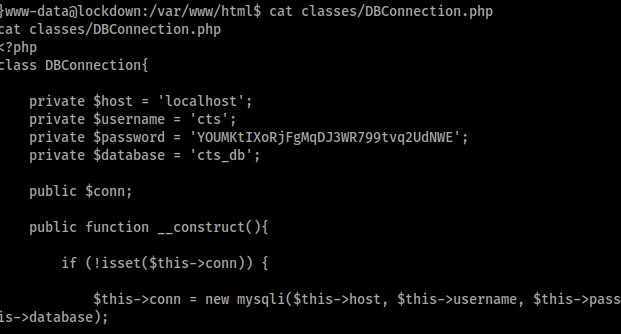 }www-data@lockdown:/var/www/html$ cat classes/DBConnection.php
cat classes/DBConnection.php
<?php
class DBConnection{
    private $host = 'localhost';
    private $username = 'cts';
    private $password = 'YOUMKtIXoRjFgMqDJ3WR799tvq2UdNWE';
    private $database = 'cts_db';
    public $conn;
    public function __construct(){
        if (!isset($this->conn)) {
            $this->conn = new mysqli($this->host, $this->username, $this->pass
is->database);